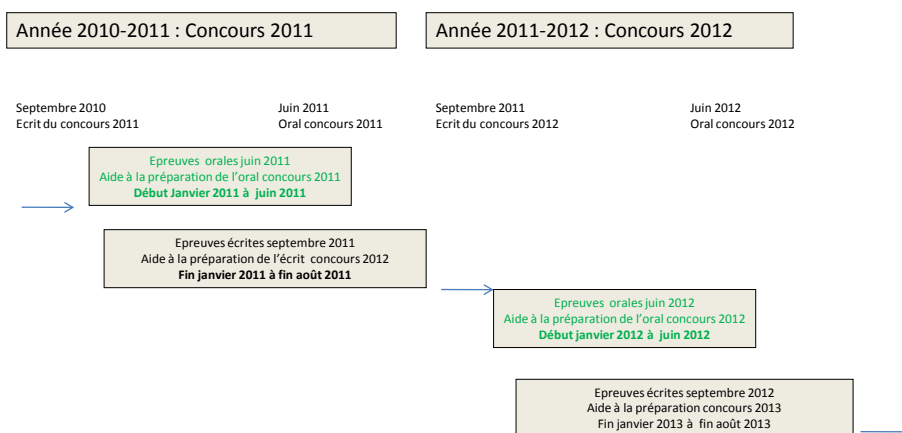 Année 2010-2011 : Concours 2011
Année 2011-2012 : Concours 2012
Septembre 2010
Ecrit du concours 2011
Juin 2011
Oral concours 2011
Septembre 2011
Ecrit du concours 2012
Juin 2012
Oral concours 2012
Epreuves orales juin 2011
Aide à la préparation de l'oral concours 2011
Début Janvier 2011 à juin 2011
Epreuves écrites septembre 2011
Aide à la préparation de l'écrit concours 2012
Fin janvier 2011 à fin août 2011
Epreuves orales juin 2012
Aide à la préparation de l'oral concours 2012
Début janvier 2012 à juin 2012
Epreuves écrites septembre 2012
Aide à la préparation concours 2013
Fin janvier 2013 à fin août 2013